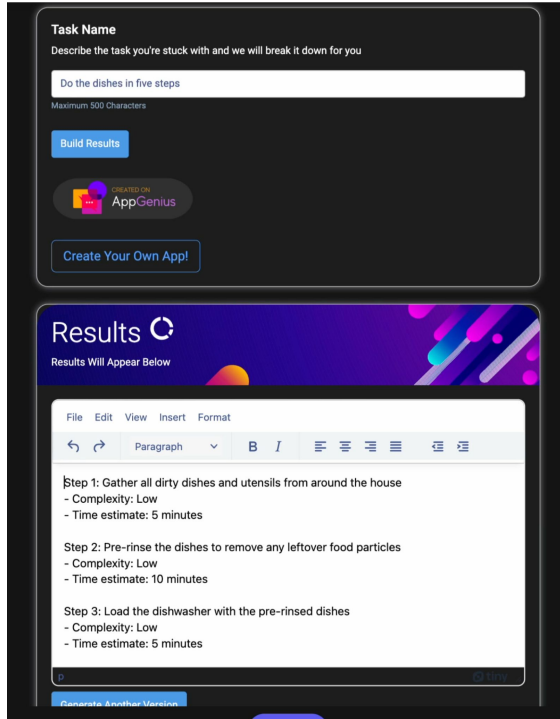 Task Name
Describe the task you're stuck with and we will break it down for you
Do the dishes in five steps
Maximum 500 Characters
Build Results
CREATED ON
AppGenius
Create Your Own App!
Results
Results Will Appear Below
File Edit View Insert Format
Paragraph B I
Step 1: Gather all dirty dishes and utensils from around the house
- Complexity: Low
- Time estimate: 5 minutes
Step 2: Pre-rinse the dishes to remove any leftover food particles
- Complexity: Low
- Time estimate: 10 minutes
Step 3: Load the dishwasher with the pre-rinsed dishes
- Complexity: Low
- Time estimate: 5 minutes
p tiny
Generate Another Version